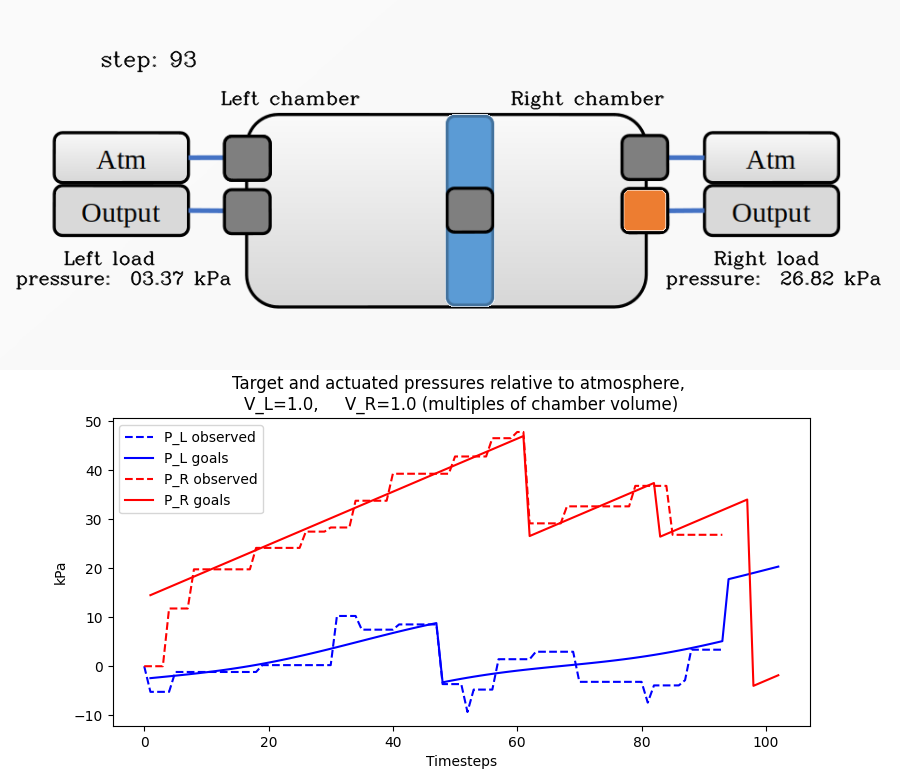 step: 93
Left chamber
Right chamber
Atm
Atm
Output
Output
Left load
pressure: 03.37 kPa
Right load
pressure: 26.82 kPa
Target and actuated pressures relative to atmosphere,
V_L=1.0, V_R=1.0 (multiples of chamber volume)
P_L observed
P_L goals
P_R observed
P_R goals
50
40
30
20
10
0
−10
kPa
0 20 40 60 80 100
Timesteps